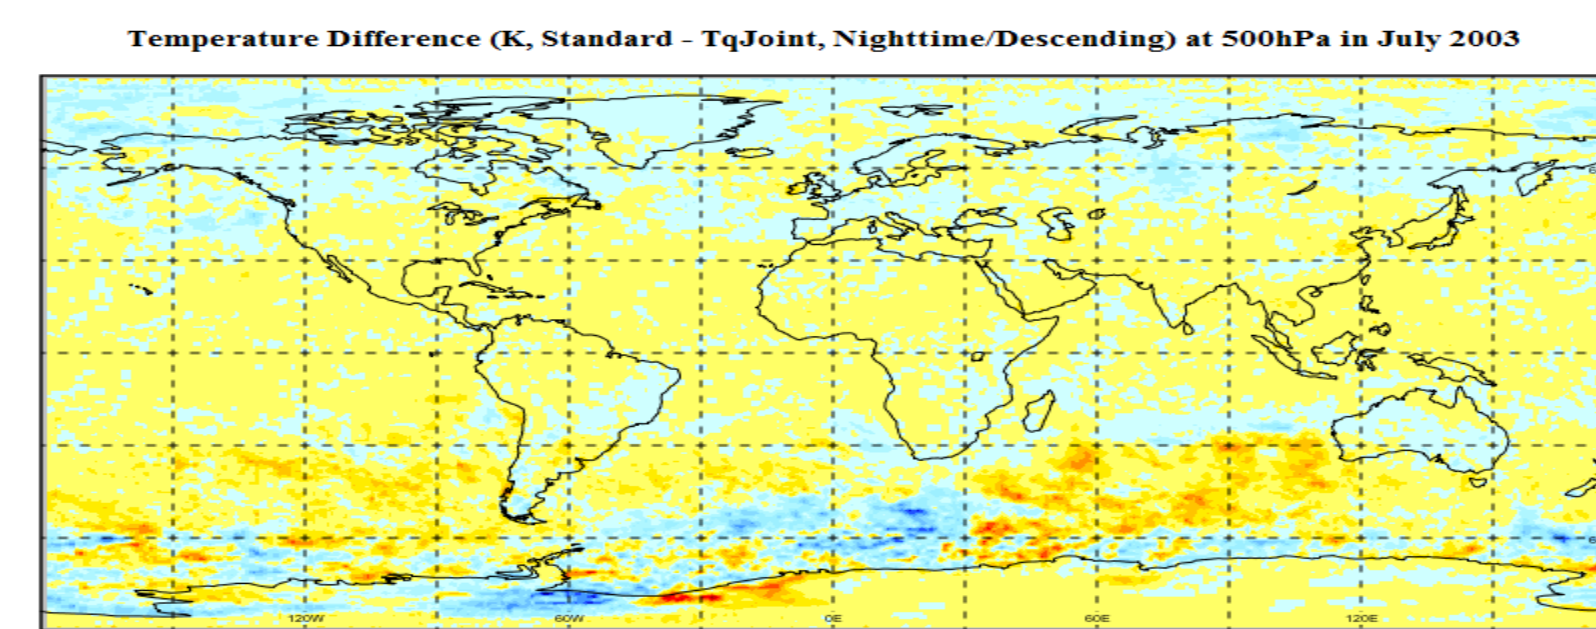 Temperature Difference (K, Standard - TqJoint, Nighttime/Descending) at 500hPa in July 2003
120W 60W 0E 60E 120E